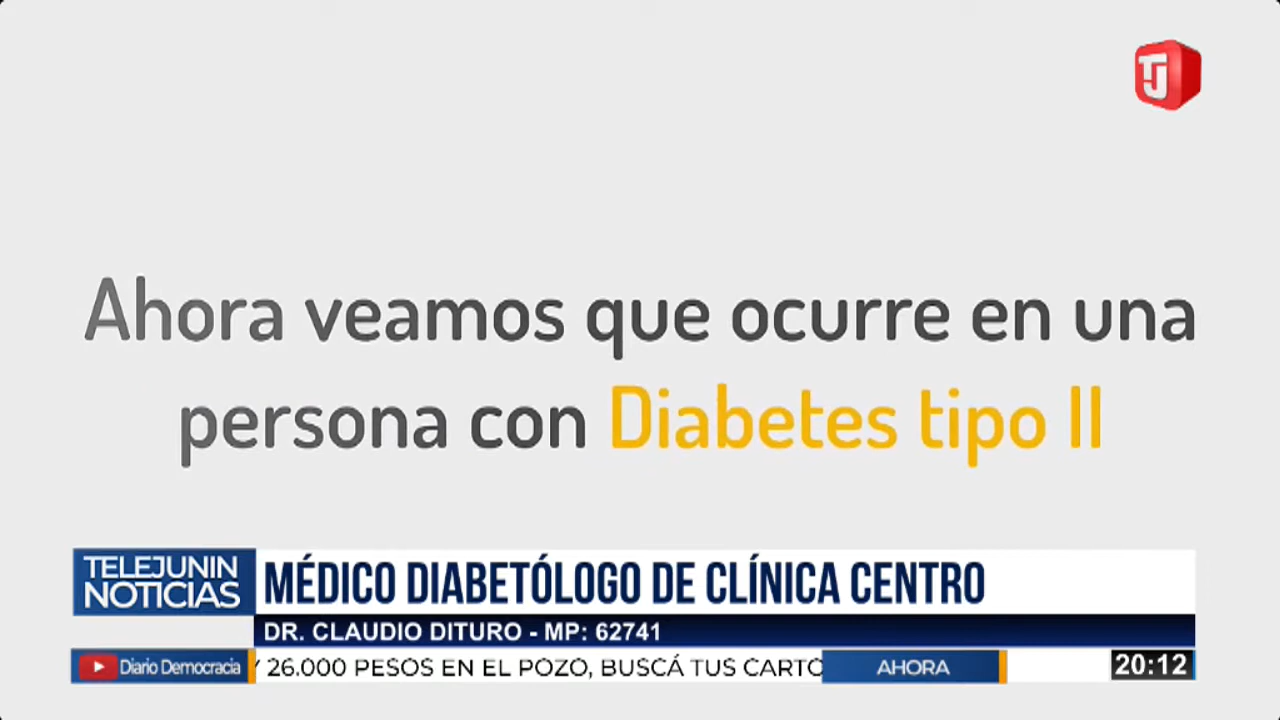 TJ
Ahora veamos que ocurre en una
persona con Diabetes tipo II
TELEJUNIN
NOTICIAS
MÉDICO DIABETÓLOGO DE CLÍNICA CENTRO
DR. CLAUDIO DITURO - MP: 62741
Diario Democracia
Y 26.000 PESOS EN EL POZO, BUSCÁ TUS CARTO
AHORA
20:12